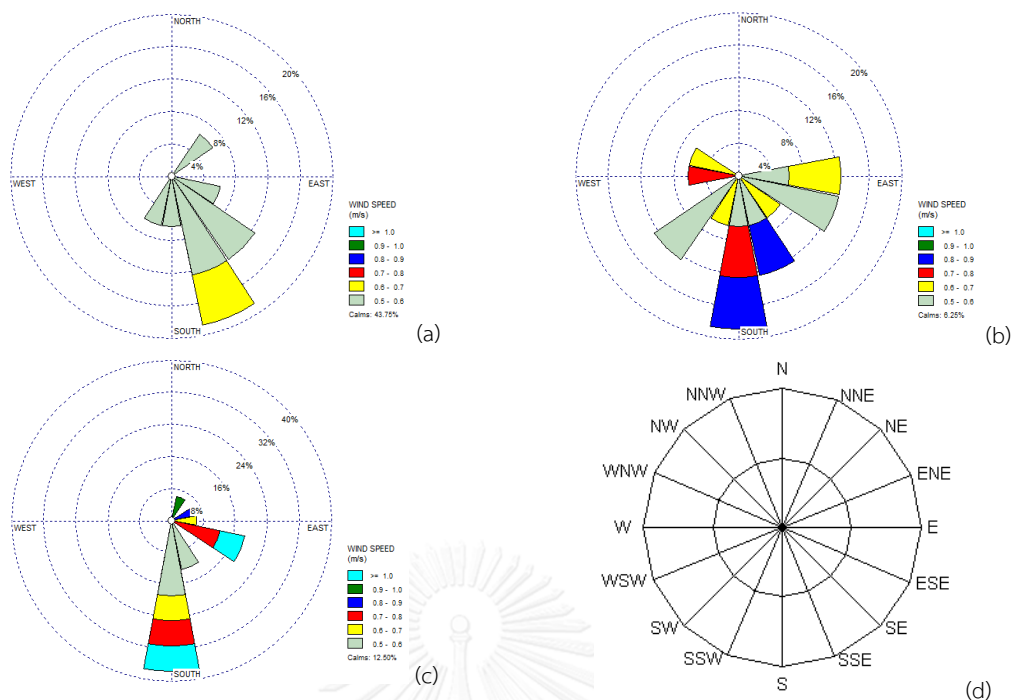 NORTH
20%
16%
12%
8%
4%
WEST
EAST
SOUTH
WIND SPEED
(m/s)
>= 1.0
0.9 - 1.0
0.8 - 0.9
0.7 - 0.8
0.6 - 0.7
0.5 - 0.6
Calms: 43.75%
(a)
NORTH
20%
16%
12%
8%
4%
WEST
EAST
SOUTH
WIND SPEED
(m/s)
>= 1.0
0.9 - 1.0
0.8 - 0.9
0.7 - 0.8
0.6 - 0.7
0.5 - 0.6
Calms: 6.25%
(b)
NORTH
40%
32%
24%
16%
8%
WEST
EAST
SOUTH
WIND SPEED
(m/s)
>= 1.0
0.9 - 1.0
0.8 - 0.9
0.7 - 0.8
0.6 - 0.7
0.5 - 0.6
Calms: 12.50%
(c)
N
NNW
NNE
NW
NE
WNW
ENE
W
E
WSW
ESE
SW
SE
SSW
SSE
S
(d)